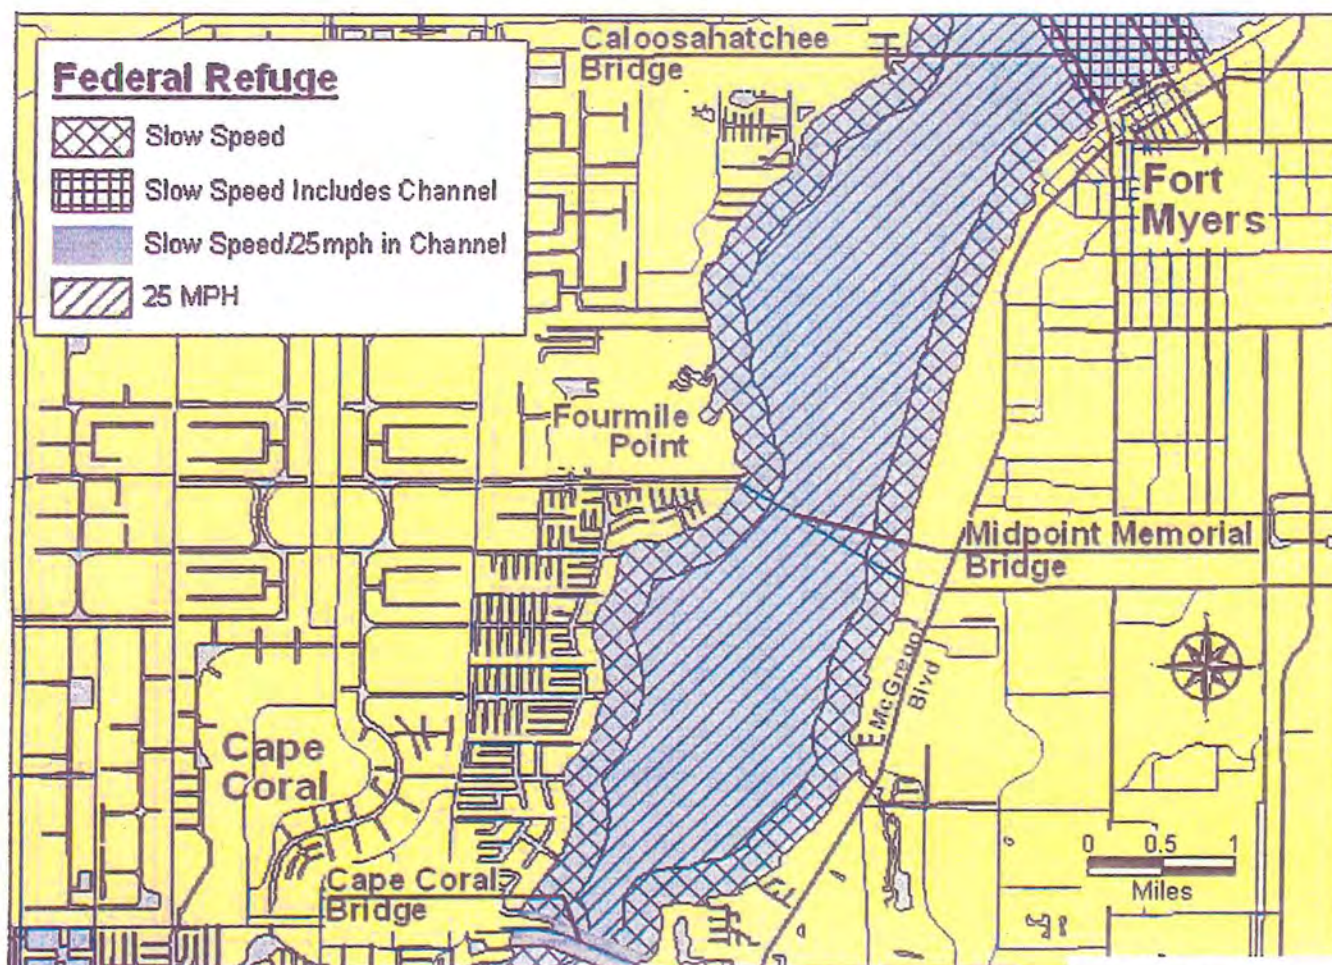 Federal Refuge
Slow Speed
Slow Speed Includes Channel
Slow Speed/25mph in Channel
25 MPH
Caloosahatchee
Bridge
Fort
Myers
Fourmile
Point
Midpoint Memorial
Bridge
McGregor
Blvd
Cape
Coral
Cape Coral
Bridge
0 0.5 1
Miles